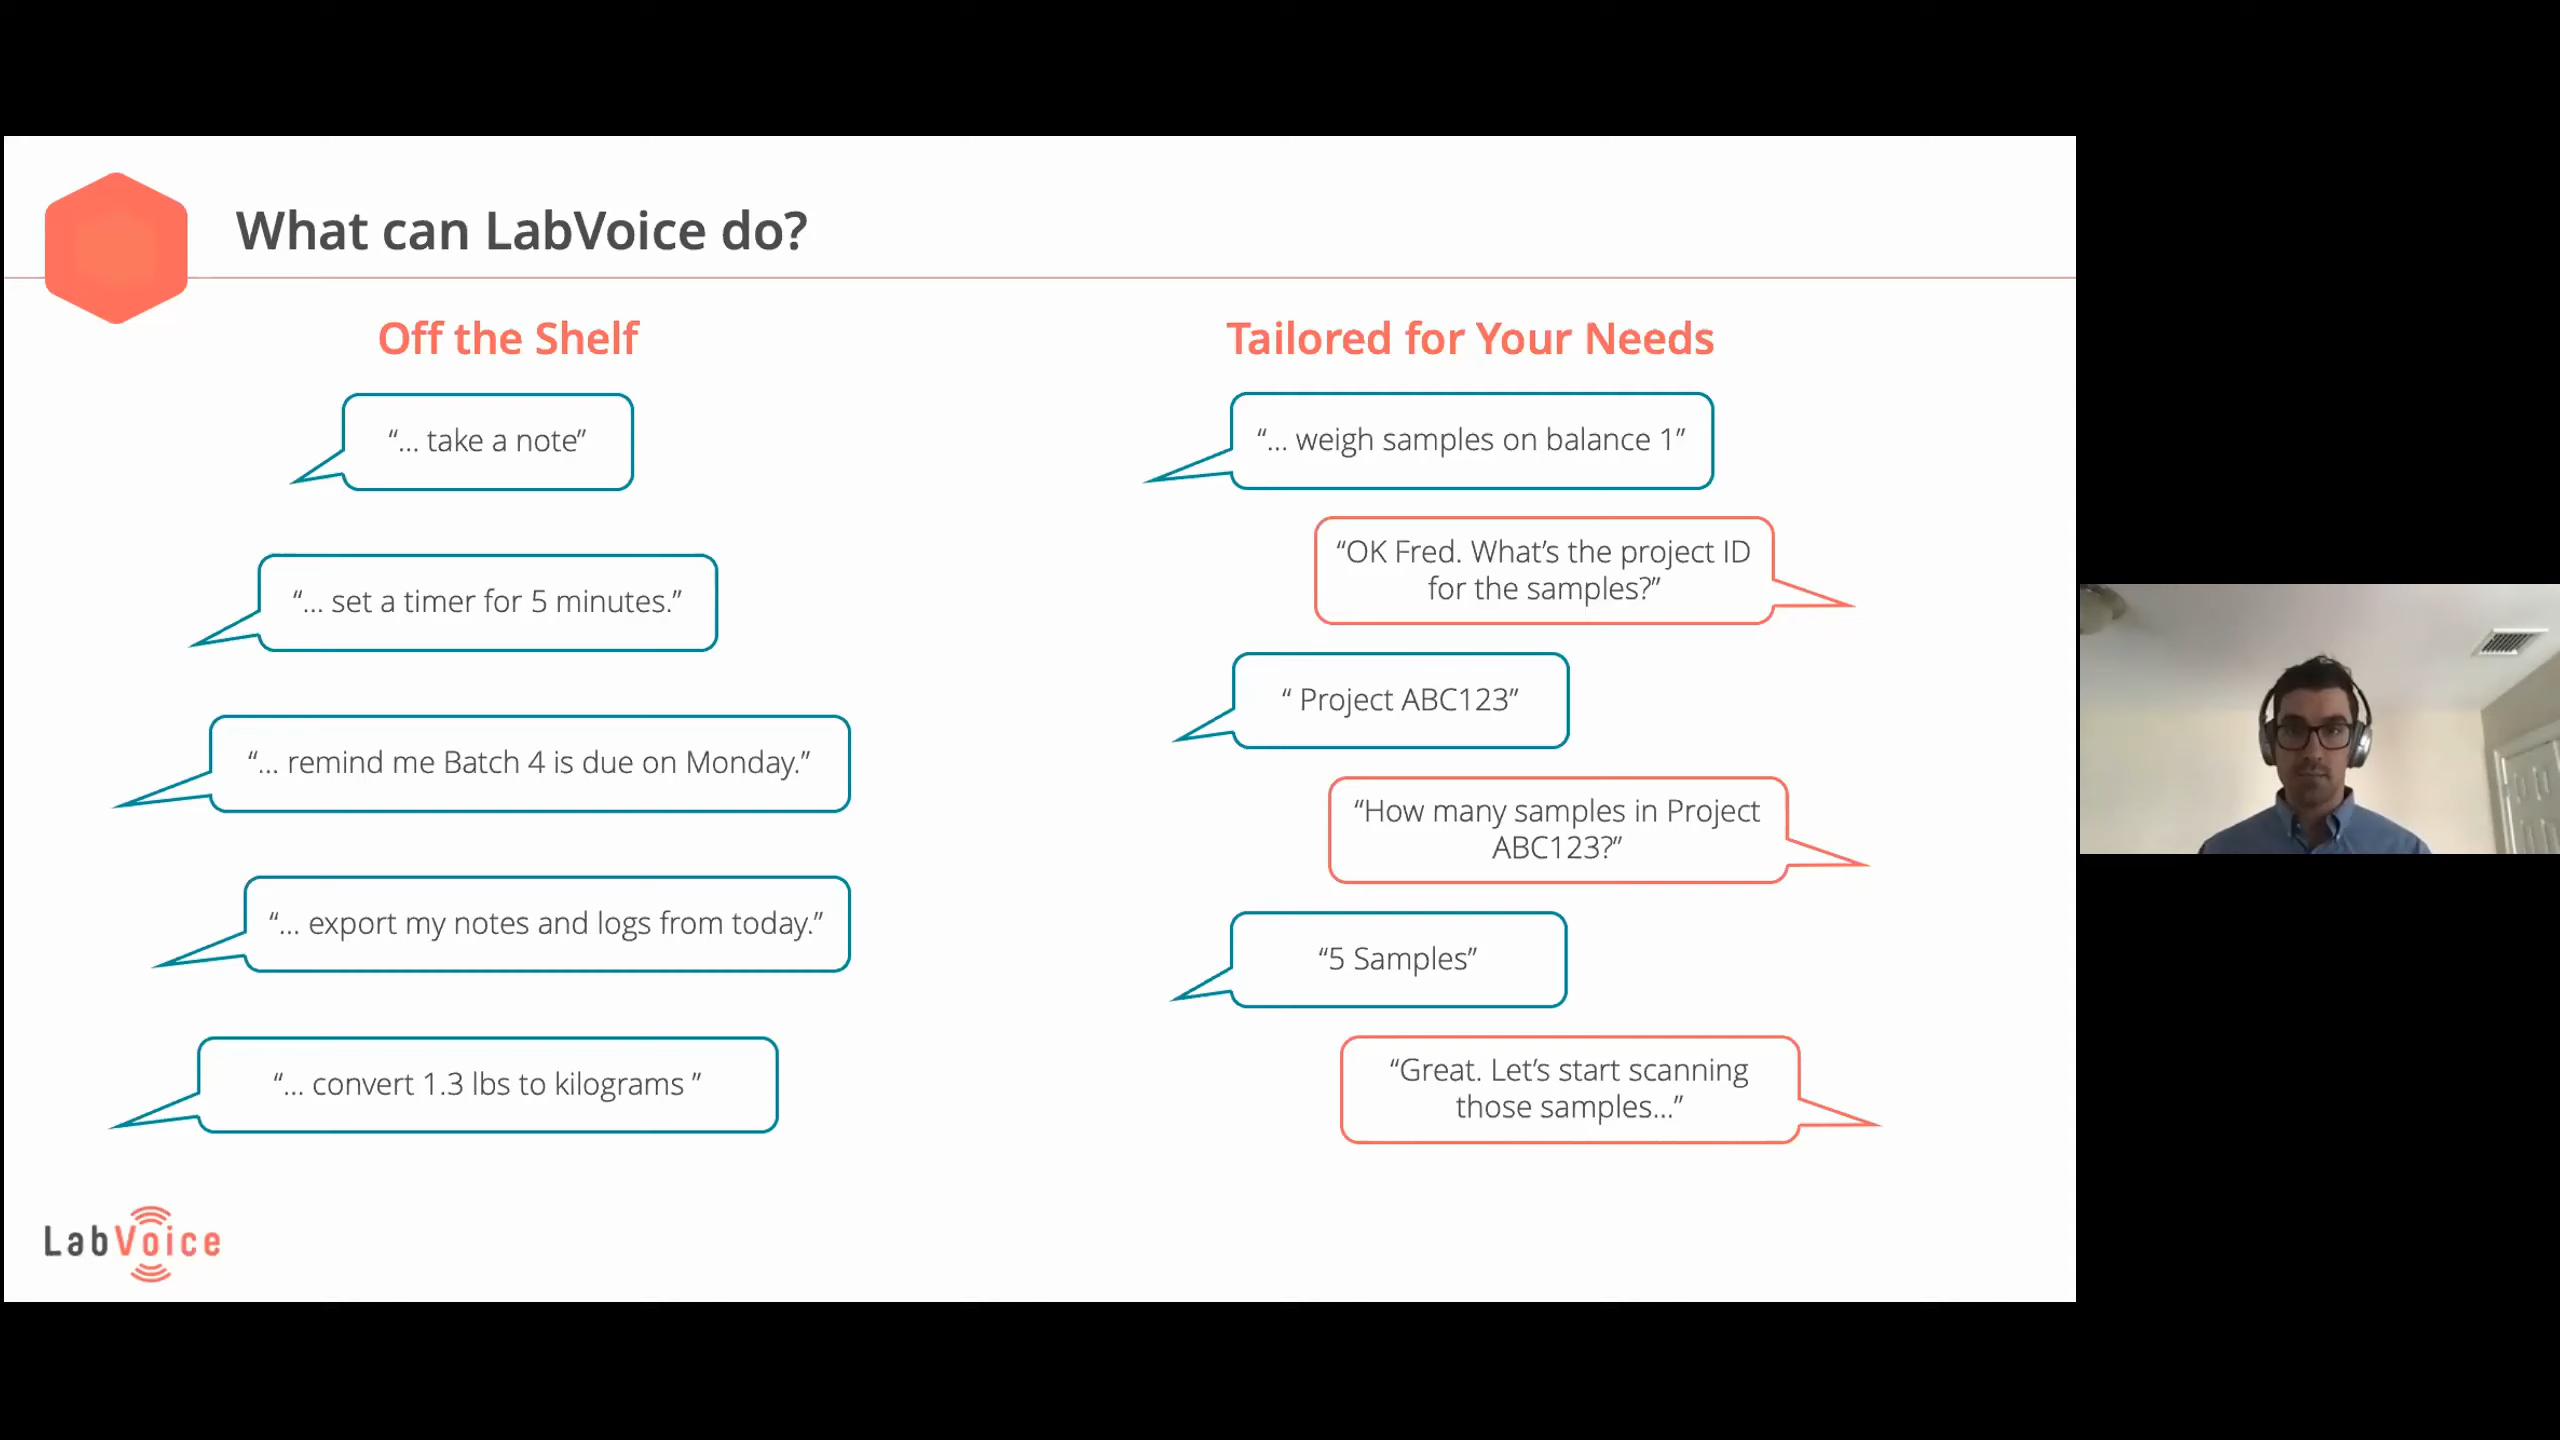 What can LabVoice do?
Off the Shelf
“... take a note”
“... set a timer for 5 minutes.”
“... remind me Batch 4 is due on Monday.”
“... export my notes and logs from today.”
“... convert 1.3 lbs to kilograms ”
Tailored for Your Needs
“... weigh samples on balance 1”
“OK Fred. What’s the project ID
for the samples?”
“ Project ABC123”
“How many samples in Project
ABC123?”
“5 Samples”
“Great. Let’s start scanning
those samples...”
LabVoice